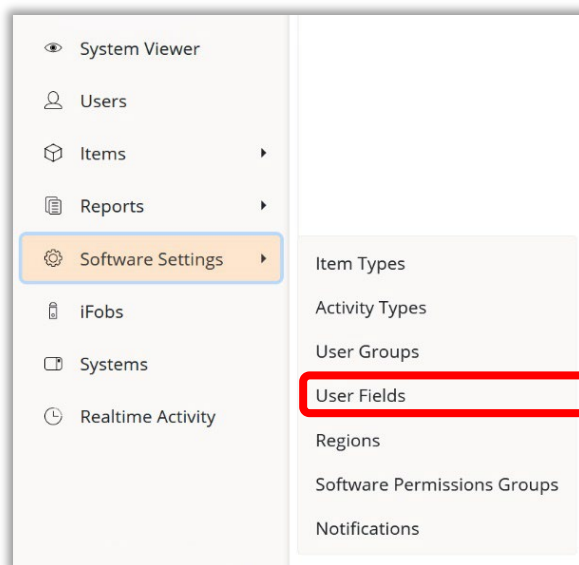 System Viewer
Users
Items
Reports
Software Settings
iFobs
Systems
Realtime Activity
Item Types
Activity Types
User Groups
User Fields
Regions
Software Permissions Groups
Notifications